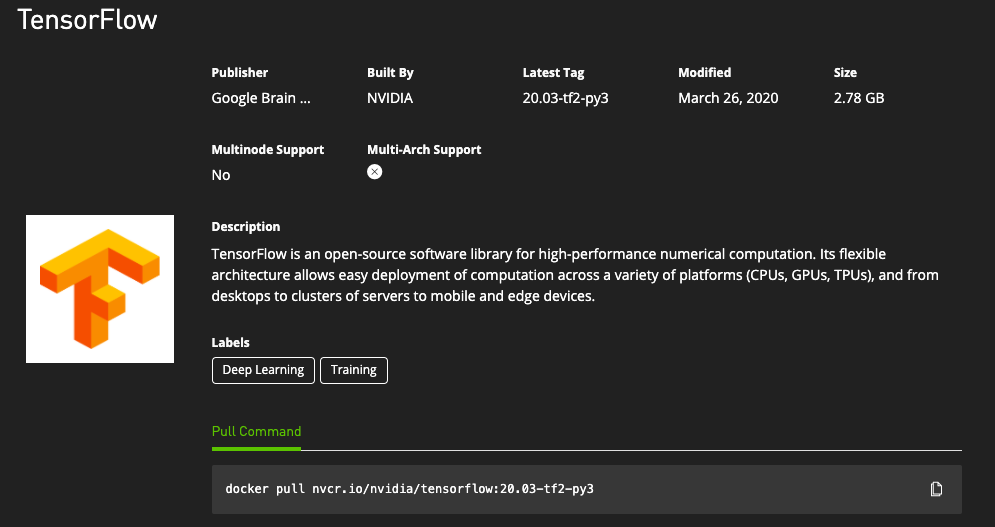 TensorFlow
Publisher Built By Latest Tag Modified Size
Google Brain ... NVIDIA 20.03-tf2-py3 March 26, 2020 2.78 GB
Multinode Support Multi-Arch Support
No
Description
TensorFlow is an open-source software library for high-performance numerical computation. Its flexible
architecture allows easy deployment of computation across a variety of platforms (CPUs, GPUs, TPUs), and from
desktops to clusters of servers to mobile and edge devices.
Labels
Deep Learning Training
Pull Command
docker pull nvcr.io/nvidia/tensorflow:20.03-tf2-py3